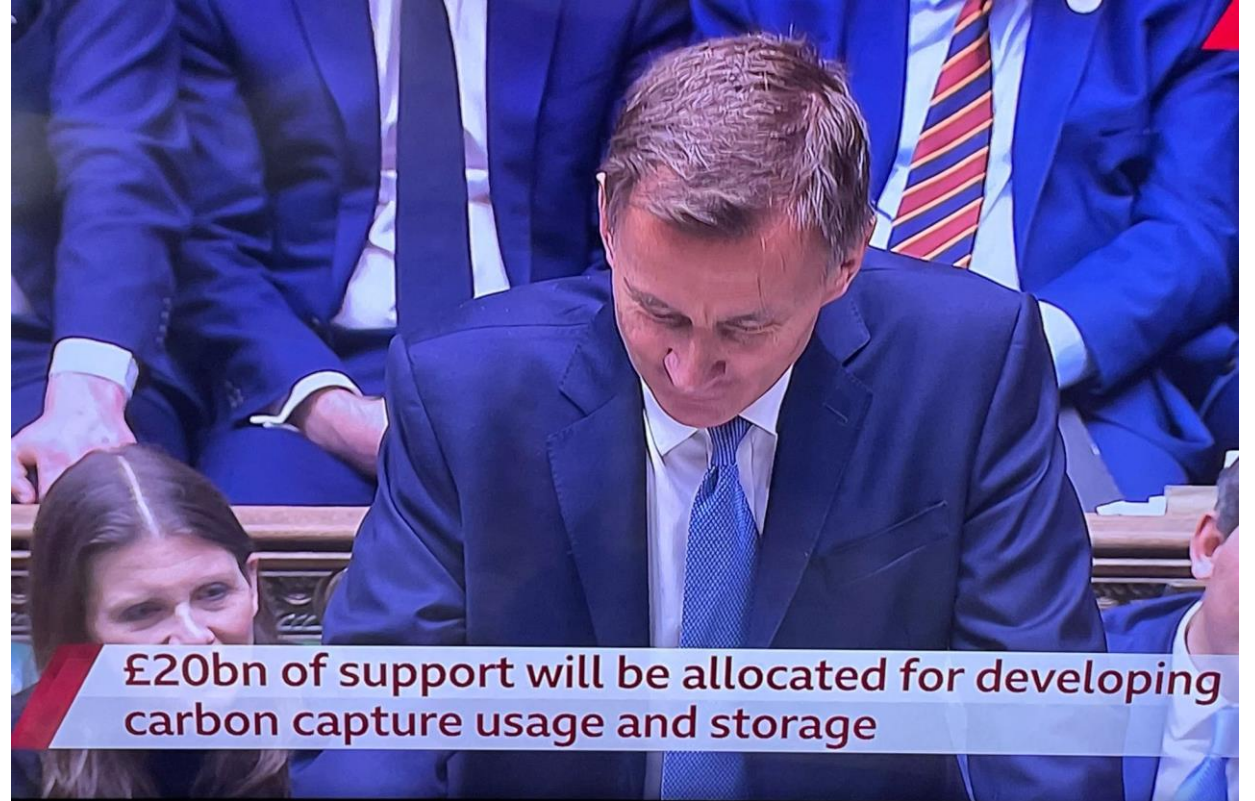 £20bn of support will be allocated for developing
carbon capture usage and storage